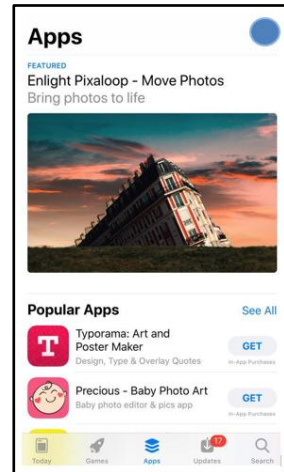 Apps
FEATURED
Enlight Pixaloop - Move Photos
Bring photos to life
Popular Apps
See All
T
Typorama: Art and
Poster Maker
Design, Type & Overlay Quotes
GET
In-App Purchases
Precious - Baby Photo Art
Baby photo editor & pics app
GET
In-App Purchases
17
Today
Games
Apps
Updates
Search